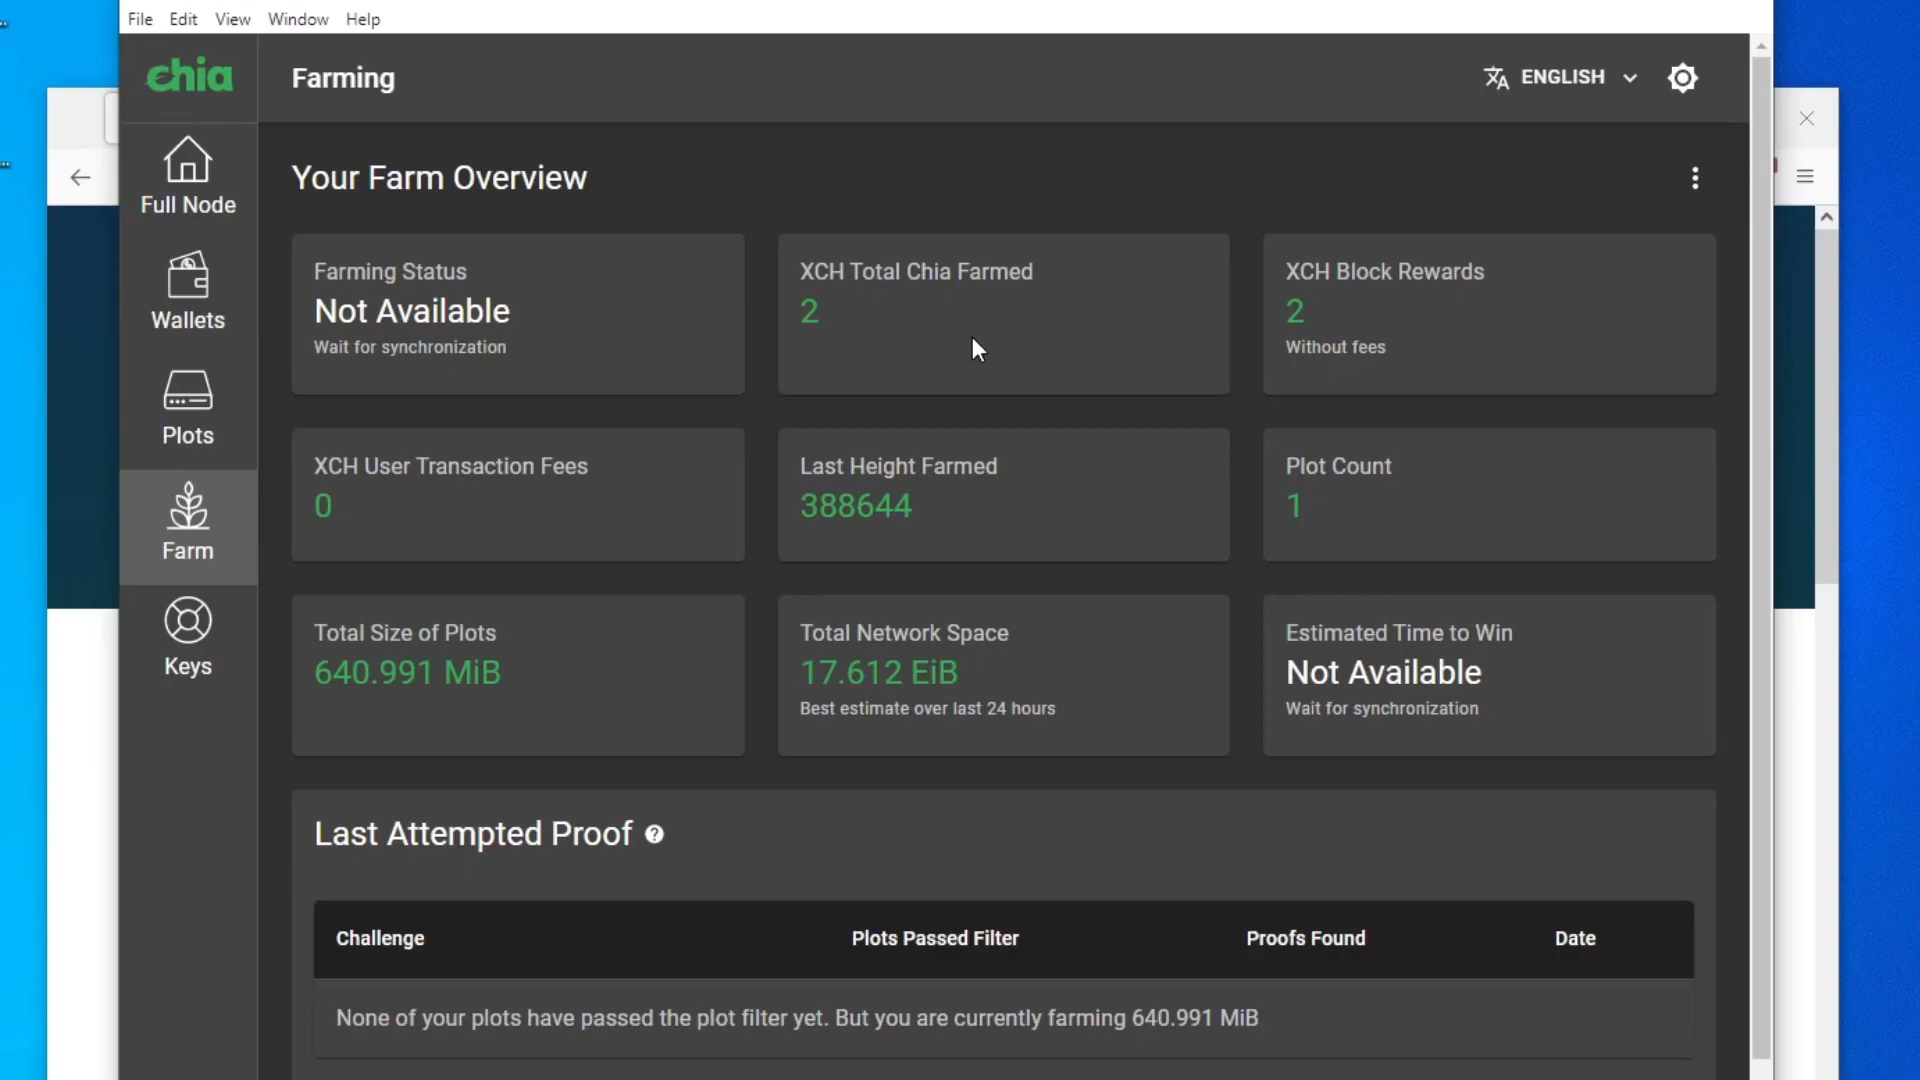 File Edit View Window Help
chia
Farming
ENGLISH
Full Node
Wallets
Plots
Farm
Keys
Your Farm Overview
Farming Status
Not Available
Wait for synchronization
XCH Total Chia Farmed
2
XCH Block Rewards
2
Without fees
XCH User Transaction Fees
0
Last Height Farmed
388644
Plot Count
1
Total Size of Plots
640.991 MiB
Total Network Space
17.612 EiB
Best estimate over last 24 hours
Estimated Time to Win
Not Available
Wait for synchronization
Last Attempted Proof
Challenge Plots Passed Filter Proofs Found Date
None of your plots have passed the plot filter yet. But you are currently farming 640.991 MiB